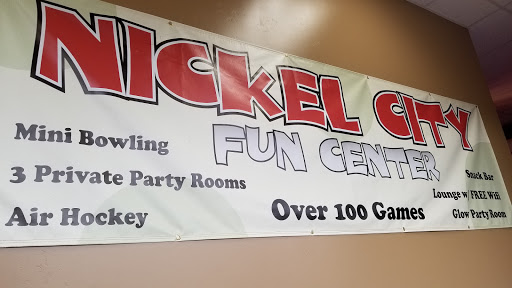 NICKEL CITY
FUN CENTER
Mini Bowling
3 Private Party Rooms
Air Hockey
Over 100 Games
Snack Bar
Lounge w/ FREE Wifi
Glow Party Room